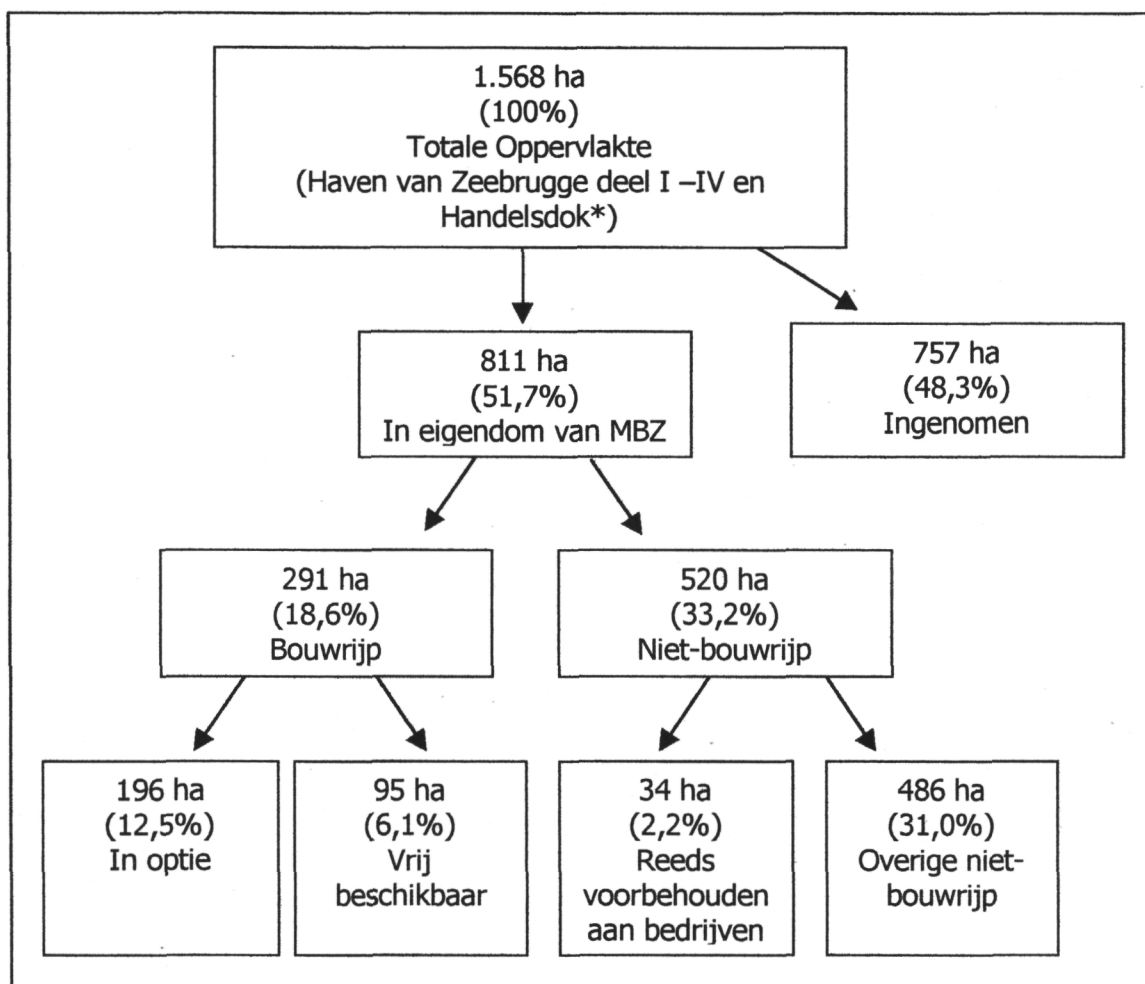 1.568 ha
(100%)
Totale Oppervlakte
(Haven van Zeebrugge deel I –IV en
Handelsdok*)
811 ha
(51,7%)
In eigendom van MBZ
757 ha
(48,3%)
Ingenomen
291 ha
(18,6%)
Bouwrijp
520 ha
(33,2%)
Niet-bouwrijp
196 ha
(12,5%)
In optie
95 ha
(6,1%)
Vrij
beschikbaar
34 ha
(2,2%)
Reeds
voorbehouden
aan bedrijven
486 ha
(31,0%)
Overige niet-
bouwrijp